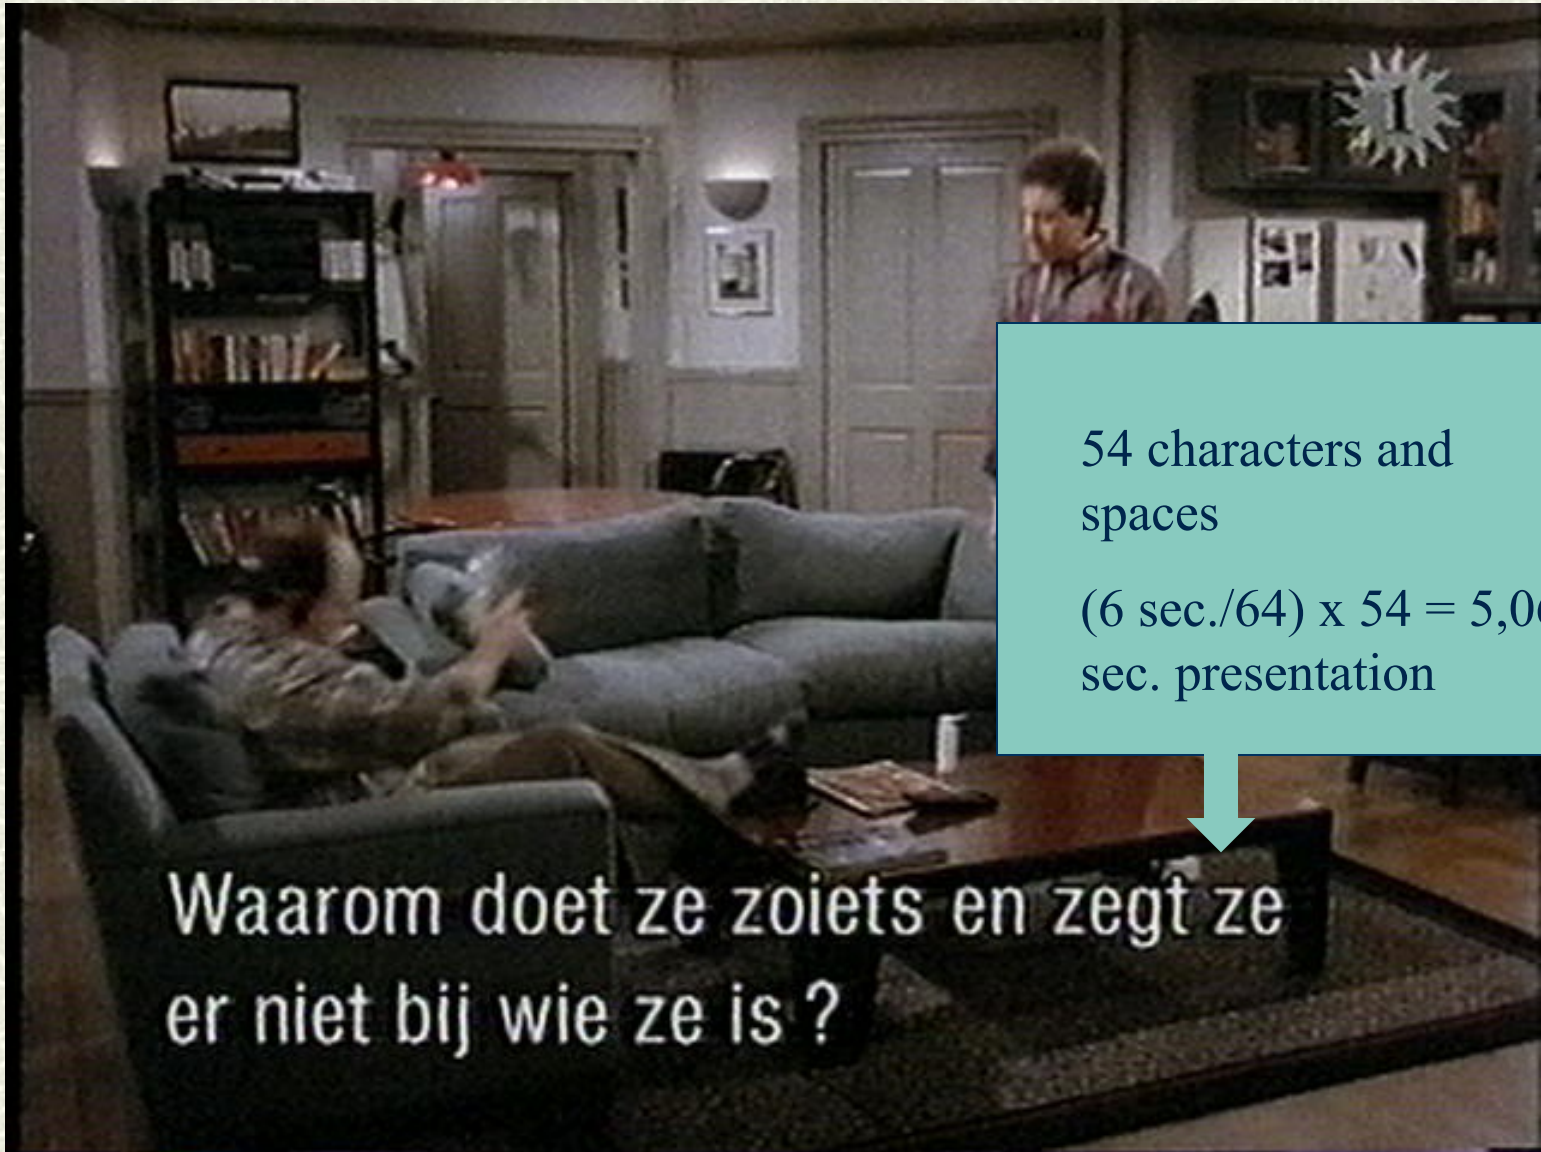 1
54 characters and
spaces
(6 sec./64) x 54 = 5,0
sec. presentation
Waarom doet ze zoiets en zegt ze
er niet bij wie ze is ?